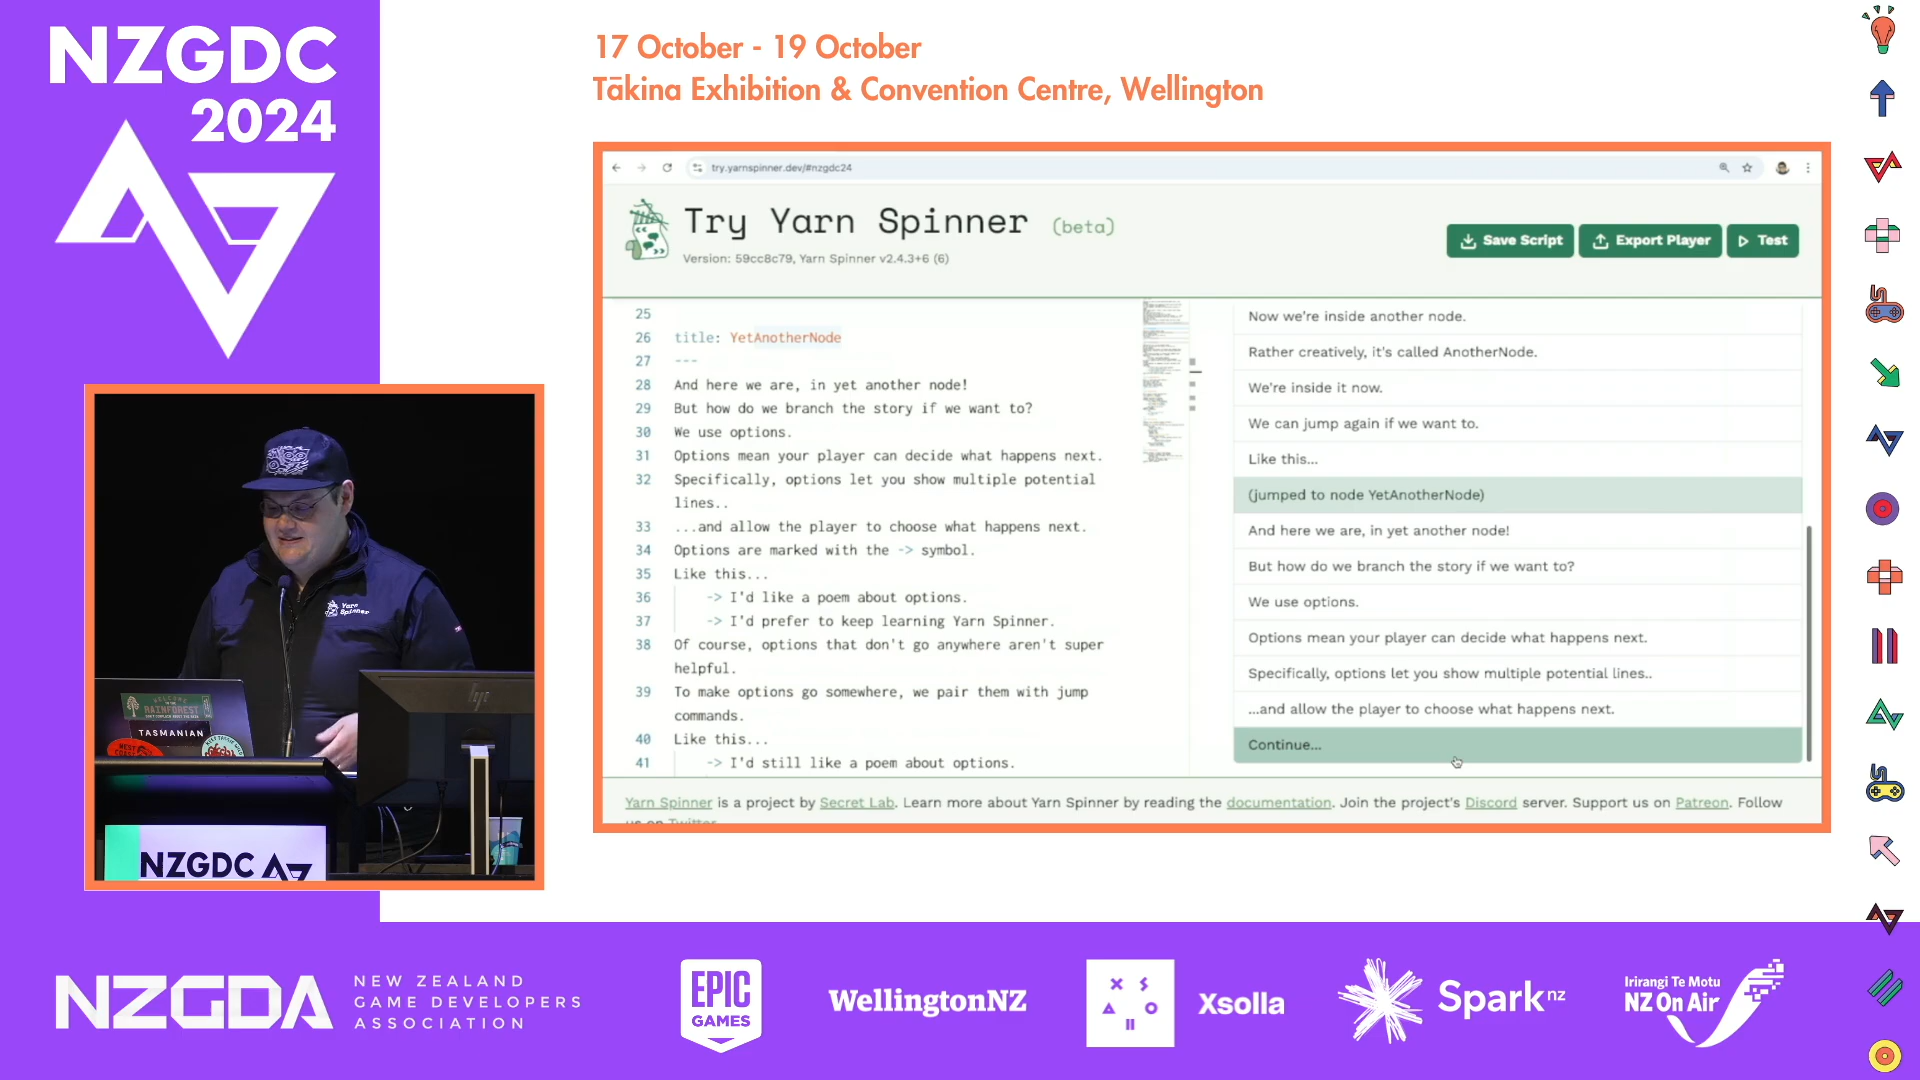 NZGDC
2024
17 October - 19 October
Tākina Exhibition & Convention Centre, Wellington
try.yarnspinner.dev/#nzgdc24
Try Yarn Spinner (beta)
Version: 59cc8c79, Yarn Spinner v2.4.3+6 (6)
Save Script
Export Player
Test
25
26 title: YetAnotherNode
27 ---
28 And here we are, in yet another node!
29 But how do we branch the story if we want to?
30 We use options.
31 Options mean your player can decide what happens next.
32 Specifically, options let you show multiple potential
lines..
33 ...and allow the player to choose what happens next.
34 Options are marked with the -> symbol.
35 Like this...
36 -> I'd like a poem about options.
37 -> I'd prefer to keep learning Yarn Spinner.
38 Of course, options that don't go anywhere aren't super
helpful.
39 To make options go somewhere, we pair them with jump
commands.
40 Like this...
41 -> I'd still like a poem about options.
Now we're inside another node.
Rather creatively, it's called AnotherNode.
We're inside it now.
We can jump again if we want to.
Like this...
(jumped to node YetAnotherNode)
And here we are, in yet another node!
But how do we branch the story if we want to?
We use options.
Options mean your player can decide what happens next.
Specifically, options let you show multiple potential lines..
...and allow the player to choose what happens next.
Continue...
Yarn Spinner is a project by Secret Lab. Learn more about Yarn Spinner by reading the documentation. Join the project's Discord server. Support us on Patreon. Follow
us on Twitter
Yarn
Spinner
RAINFOREST
TASMANIAN
hp
NZGDC
NZGDA
NEW ZEALAND
GAME DEVELOPERS
ASSOCIATION
EPIC
GAMES
WellingtonNZ
Xsolla
Spark nz
Irirangi Te Motu
NZ On Air